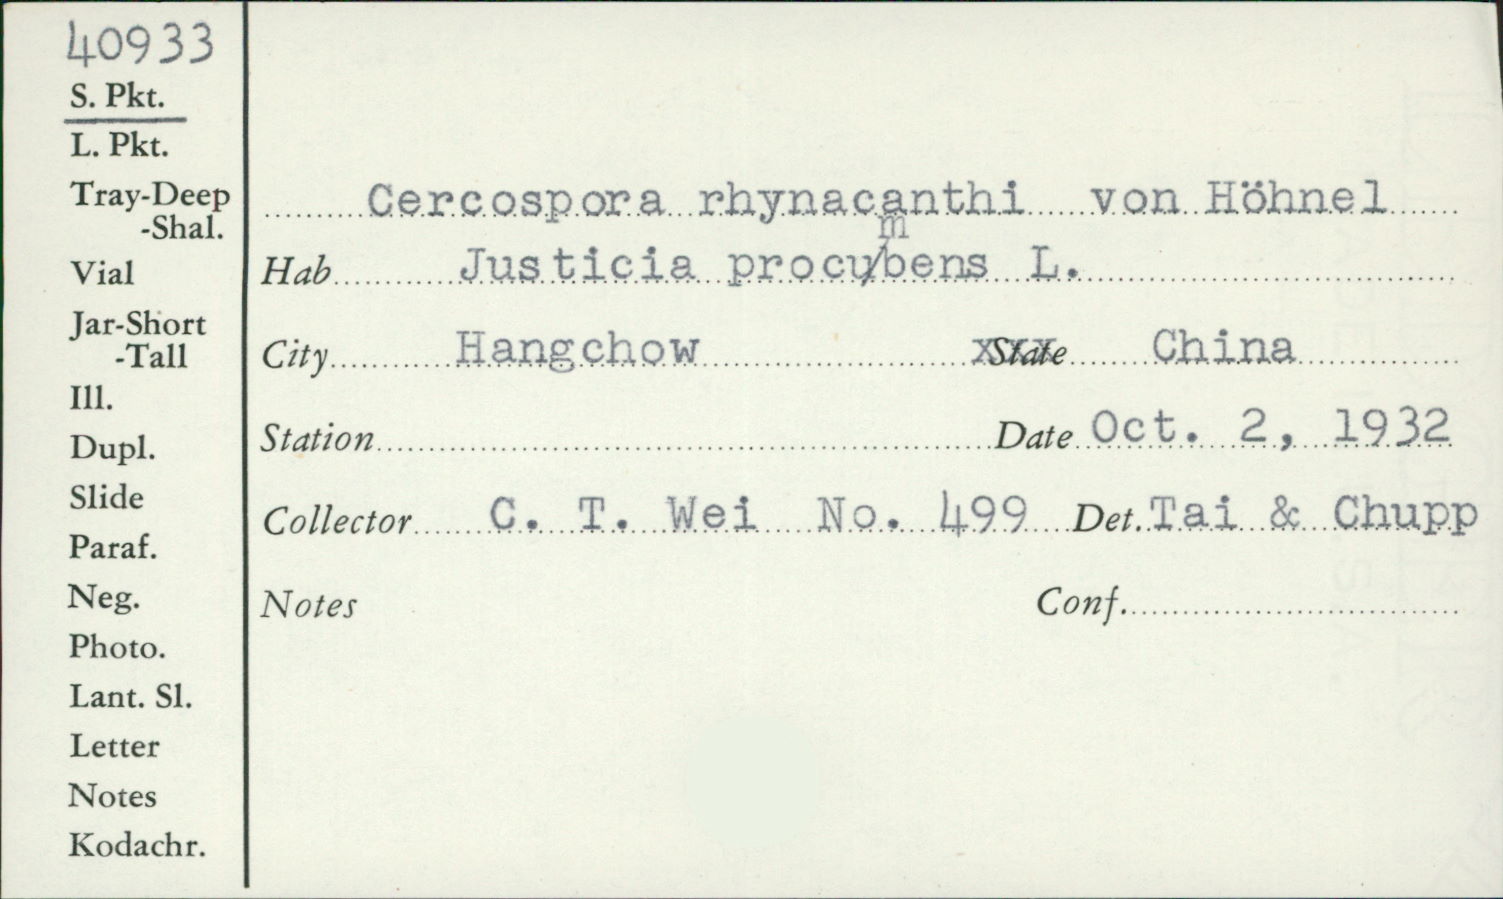 40933
S. Pkt.
L. Pkt.
Tray-Deep
-Shal.
Vial
Jar-Short
-Tall
Ill.
Dupl.
Slide
Paraf.
Neg.
Photo.
Lant. Sl.
Letter
Notes
Kodachr.
Cercospora rhynacanthi von Höhnel
Hab Justicia procumbens L.
City Hangchow State China
Station Date Oct. 2, 1932
Collector C. T. Wei No. 499 Det. Tai & Chupp
Notes Conf.